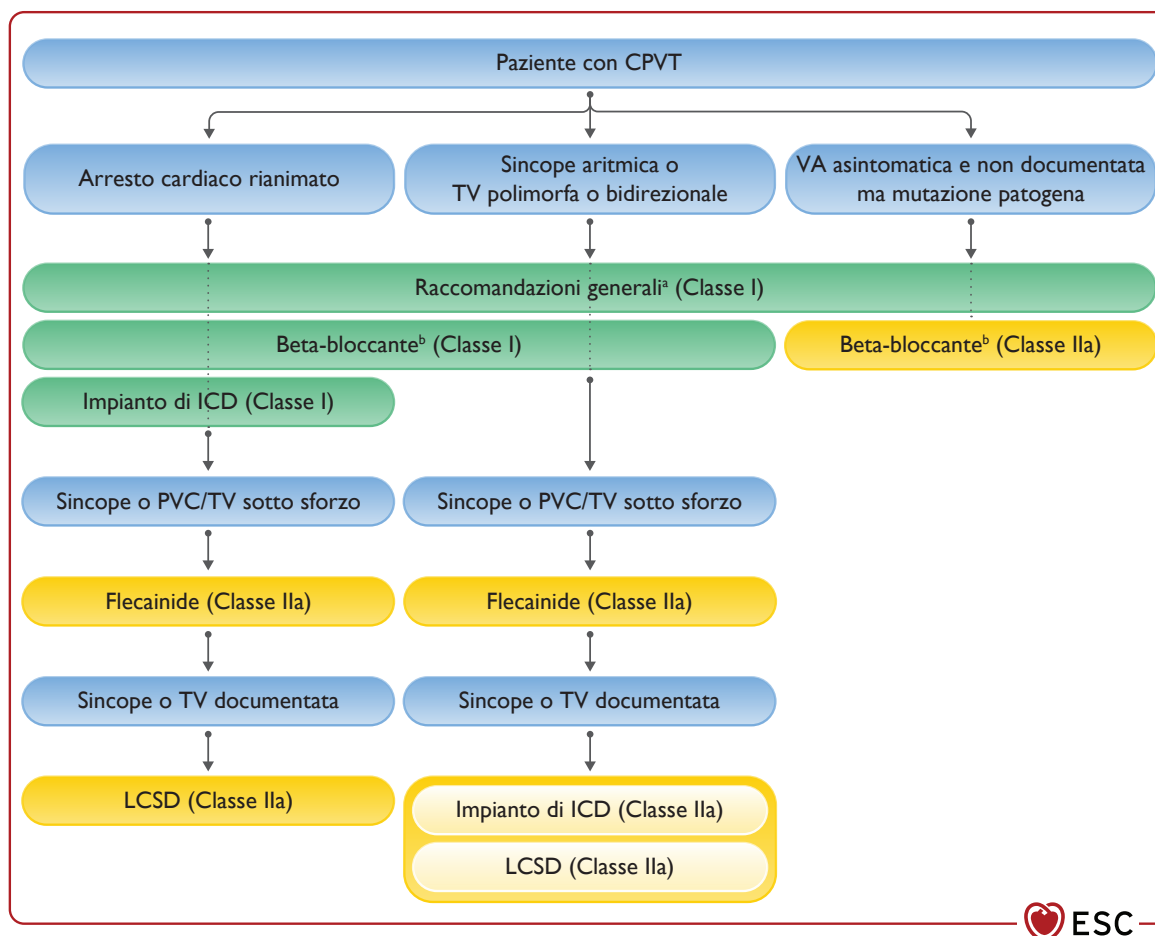 Paziente con CPVT
Arresto cardiaco rianimato
Sincope aritmica o
TV polimorfa o bidirezionale
VA asintomatica e non documentata
ma mutazione patogena
Raccomandazioni generaliᵃ (Classe I)
Beta-bloccanteᵇ (Classe I)
Beta-bloccanteᵇ (Classe IIa)
Impianto di ICD (Classe I)
Sincope o PVC/TV sotto sforzo
Sincope o PVC/TV sotto sforzo
Flecainide (Classe IIa)
Flecainide (Classe IIa)
Sincope o TV documentata
Sincope o TV documentata
LCSD (Classe IIa)
Impianto di ICD (Classe IIa)
LCSD (Classe IIa)
ESC